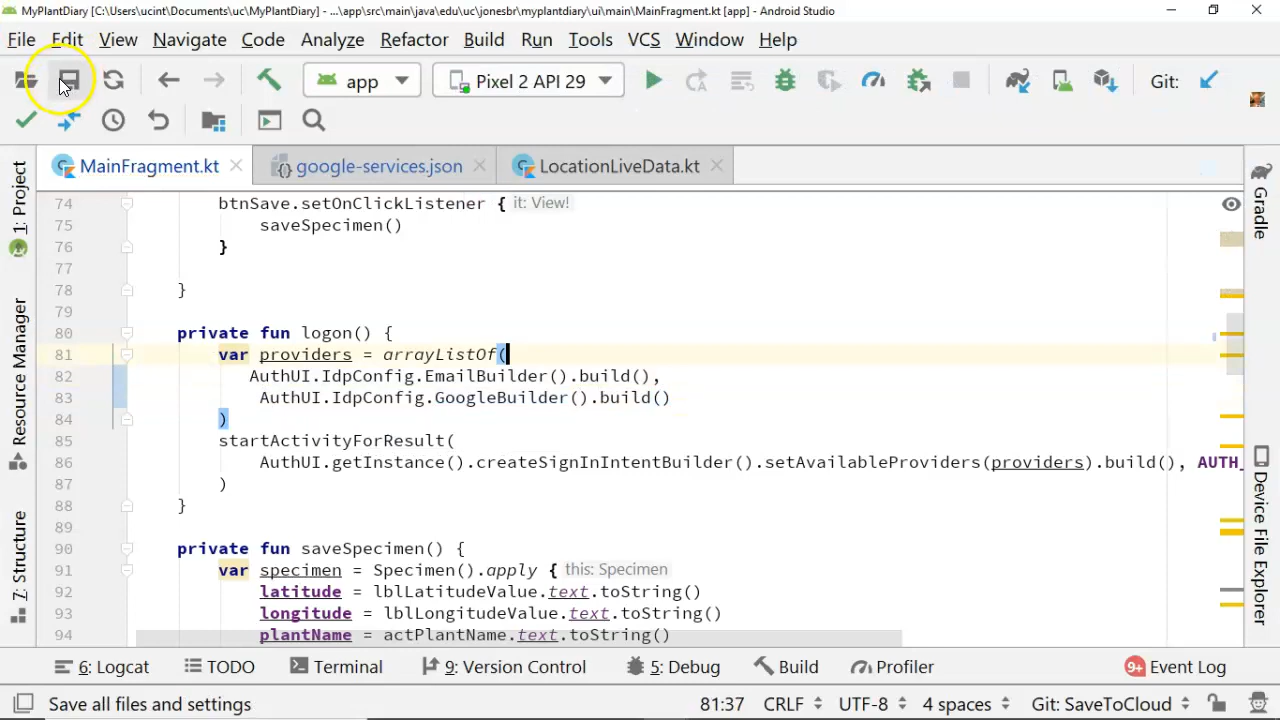 MyPlantDiary [C:\Users\ucint\Documents\uc\MyPlantDiary] - ...\app\src\main\java\edu\uc\jonesbr\myplantdiary\ui\main\MainFragment.kt [app] - Android Studio
File Edit View Navigate Code Analyze Refactor Build Run Tools VCS Window Help
app Pixel 2 API 29 Git:
MainFragment.kt google-services.json LocationLiveData.kt
1: Project
Resource Manager
7: Structure
74 btnSave.setOnClickListener { it: View!
75 saveSpecimen()
76 }
77
78 }
79
80 private fun logon() {
81 var providers = arrayListOf(
82 AuthUI.IdpConfig.EmailBuilder().build(),
83 AuthUI.IdpConfig.GoogleBuilder().build()
84 )
85 startActivityForResult(
86 AuthUI.getInstance().createSignInIntentBuilder().setAvailableProviders(providers).build(), AUTH_
87 )
88 }
89
90 private fun saveSpecimen() {
91 var specimen = Specimen().apply { this: Specimen
92 latitude = lblLatitudeValue.text.toString()
93 longitude = lblLongitudeValue.text.toString()
94 plantName = actPlantName.text.toString()
Gradle
Device File Explorer
6: Logcat TODO Terminal 9: Version Control 5: Debug Build Profiler 9+ Event Log
Save all files and settings 81:37 CRLF UTF-8 4 spaces Git: SaveToCloud